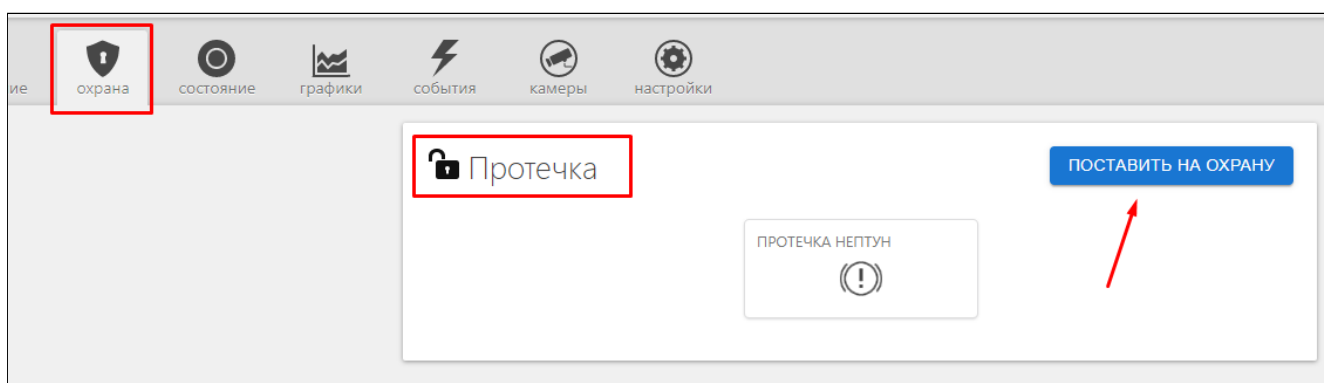 ие
охрана
состояние
графики
события
камеры
настройки
Протечка
ПОСТАВИТЬ НА ОХРАНУ
ПРОТЕЧКА НЕПТУН